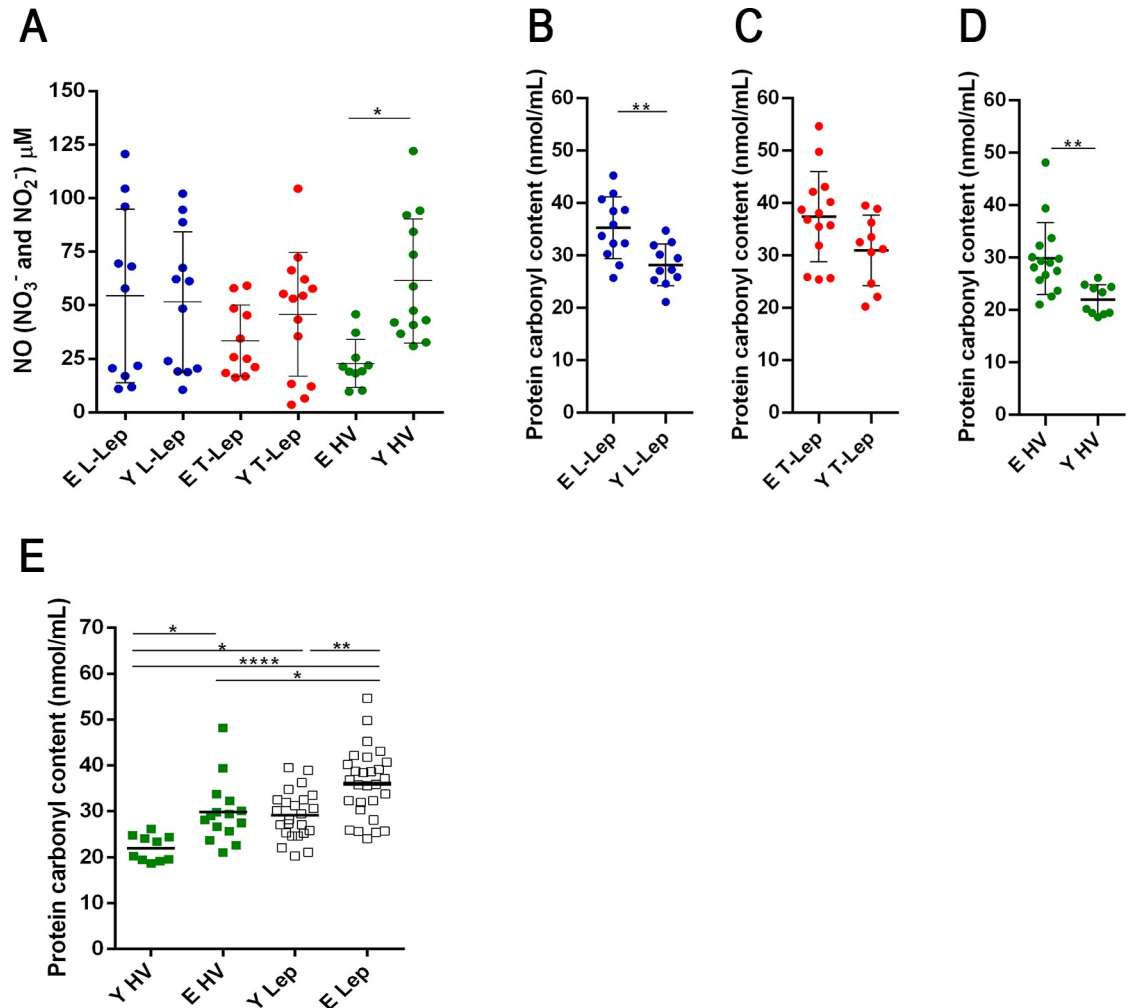 A
B
C
D
NO (NO₃⁻ and NO₂⁻) μM
150
125
100
75
50
25
0
*
E L-Lep
Y L-Lep
E T-Lep
Y T-Lep
E HV
Y HV
Protein carbonyl content (nmol/mL)
60
50
40
30
20
10
0
**
E L-Lep
Y L-Lep
Protein carbonyl content (nmol/mL)
60
50
40
30
20
10
0
E T-Lep
Y T-Lep
Protein carbonyl content (nmol/mL)
60
50
40
30
20
10
0
**
E HV
Y HV
E
Protein carbonyl content (nmol/mL)
70
60
50
40
30
20
10
0
*
*
**
****
*
Y HV
E HV
Y Lep
E Lep